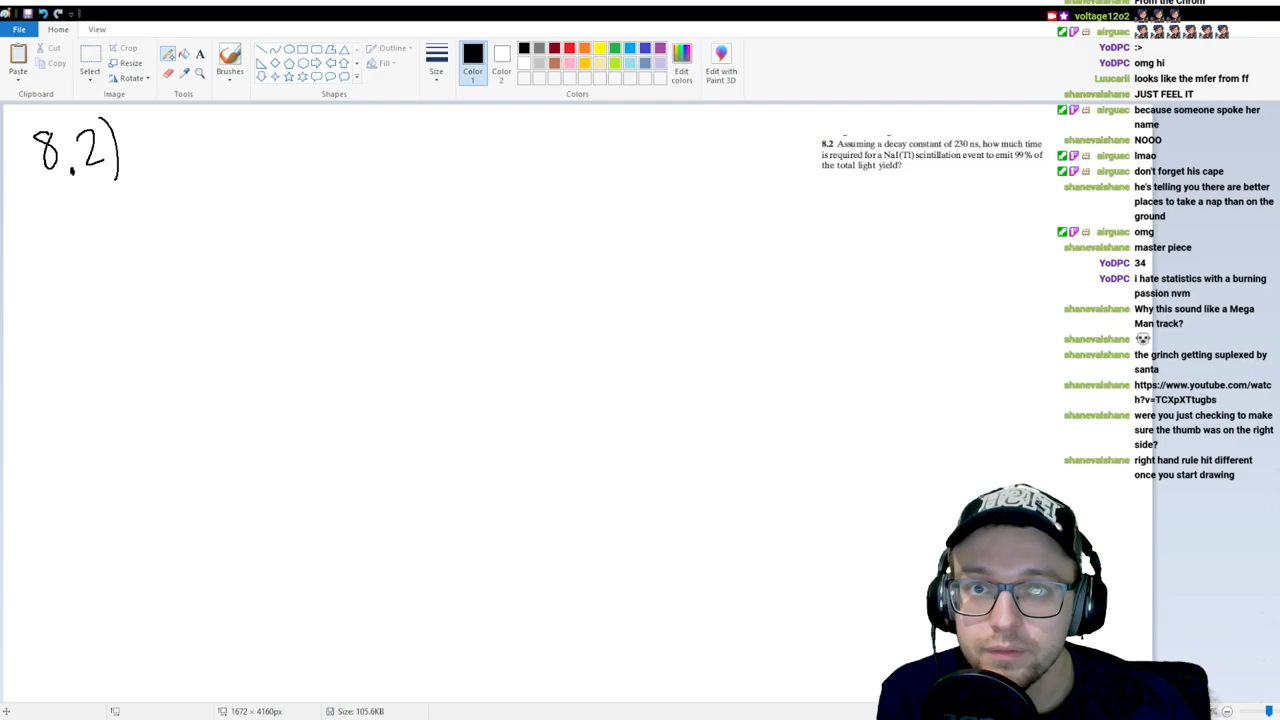 From the Chrom
File
Home
View
voltage12o2
Paste
Cut
Copy
Clipboard
Select
Crop
Resize
Rotate
Image
Tools
Brushes
Shapes
Outline
Fill
Size
Color
1
Color
2
Colors
Edit
colors
Edit with
Paint 3D
airguac
YoDPC :>
YoDPC omg hi
Luucarii looks like the mfer from ff
shanevalshane JUST FEEL IT
airguac because someone spoke her
name
shanevalshane NOOO
airguac lmao
airguac don't forget his cape
shanevalshane he's telling you there are better
places to take a nap than on the
ground
airguac omg
shanevalshane master piece
YoDPC 34
YoDPC i hate statistics with a burning
passion nvm
shanevalshane Why this sound like a Mega
Man track?
shanevalshane
shanevalshane the grinch getting suplexed by
santa
shanevalshane https://www.youtube.com/watc
h?v=TCXpXTtugbs
shanevalshane were you just checking to make
sure the thumb was on the right
side?
shanevalshane right hand rule hit different
once you start drawing
8.2)
8.2 Assuming a decay constant of 230 ns, how much time
is required for a NaI(Tl) scintillation event to emit 99% of
the total light yield?
1672 × 4160px
Size: 105.6KB